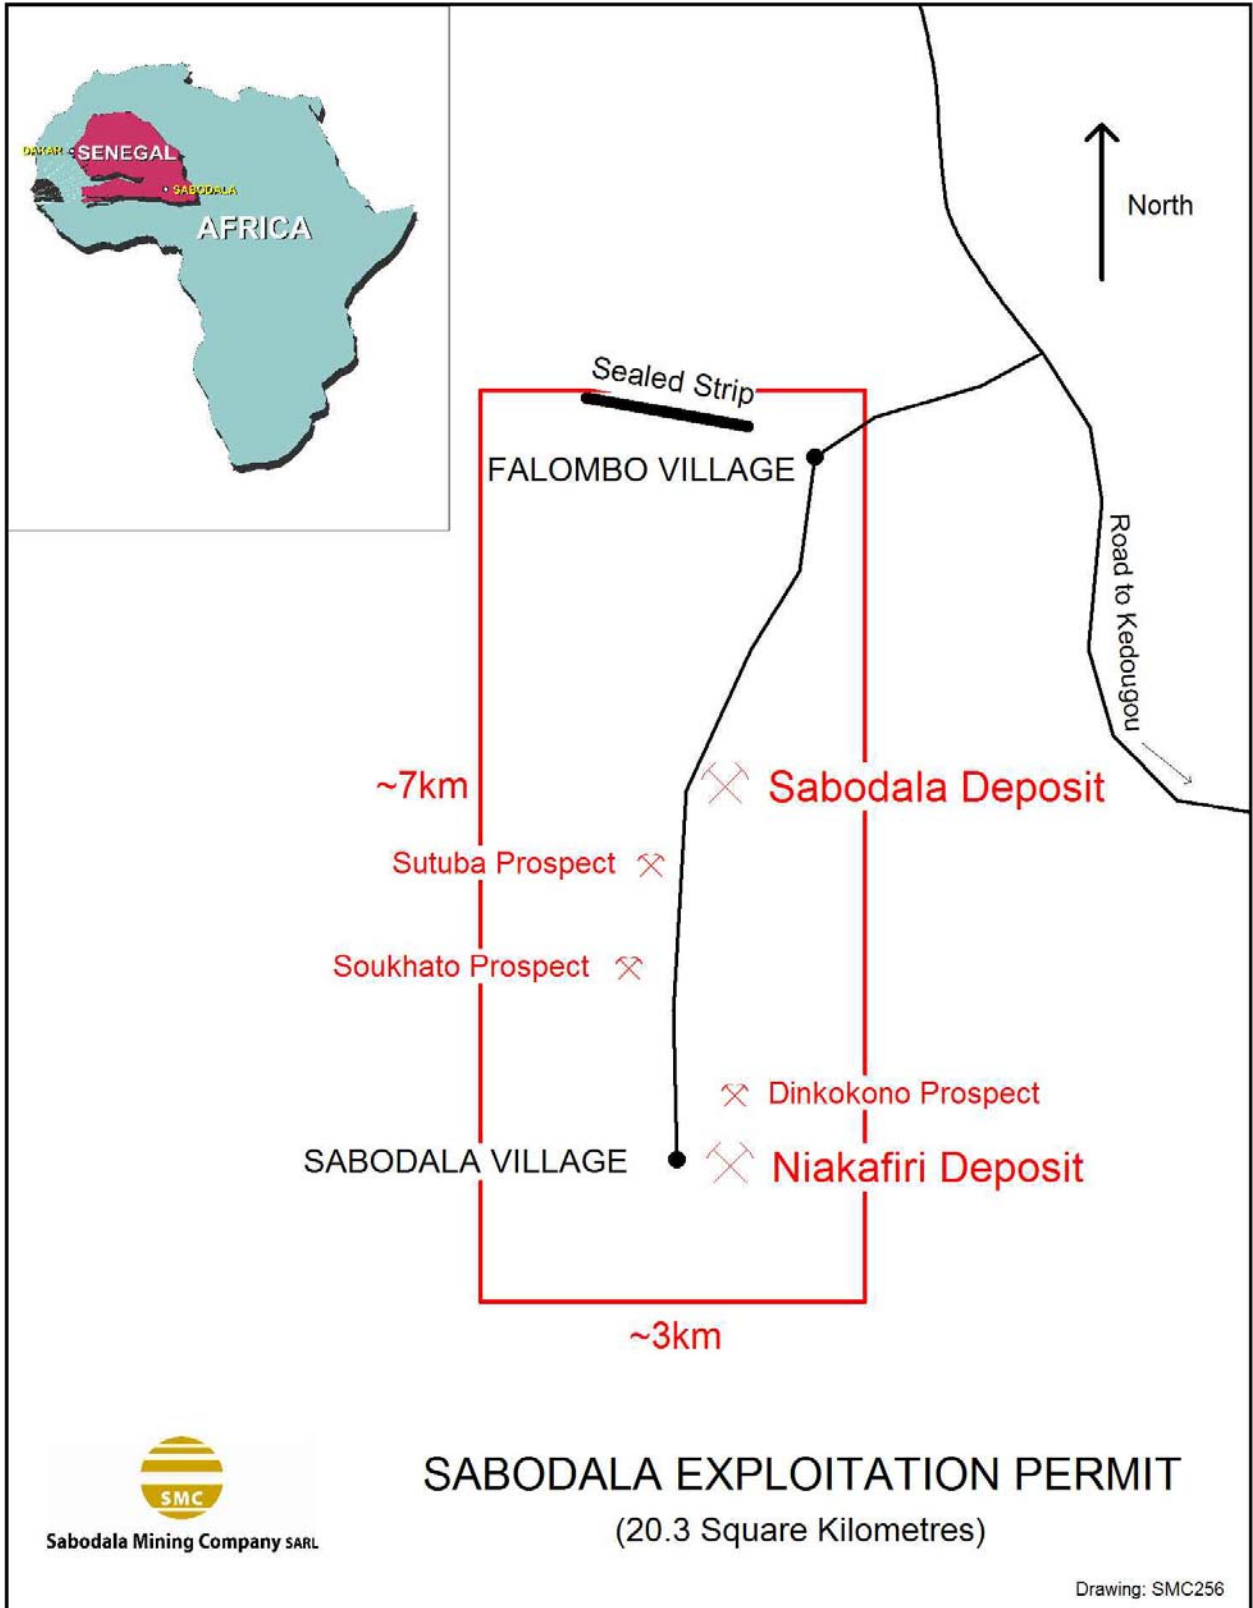 DAKAR
SENEGAL
SABODALA
AFRICA
North
Sealed Strip
FALOMBO VILLAGE
Road to Kedougou
~7km
Sabodala Deposit
Sutuba Prospect
Soukhato Prospect
Dinkokono Prospect
SABODALA VILLAGE
Niakafiri Deposit
~3km
SMC
Sabodala Mining Company SARL
SABODALA EXPLOITATION PERMIT
(20.3 Square Kilometres)
Drawing: SMC256